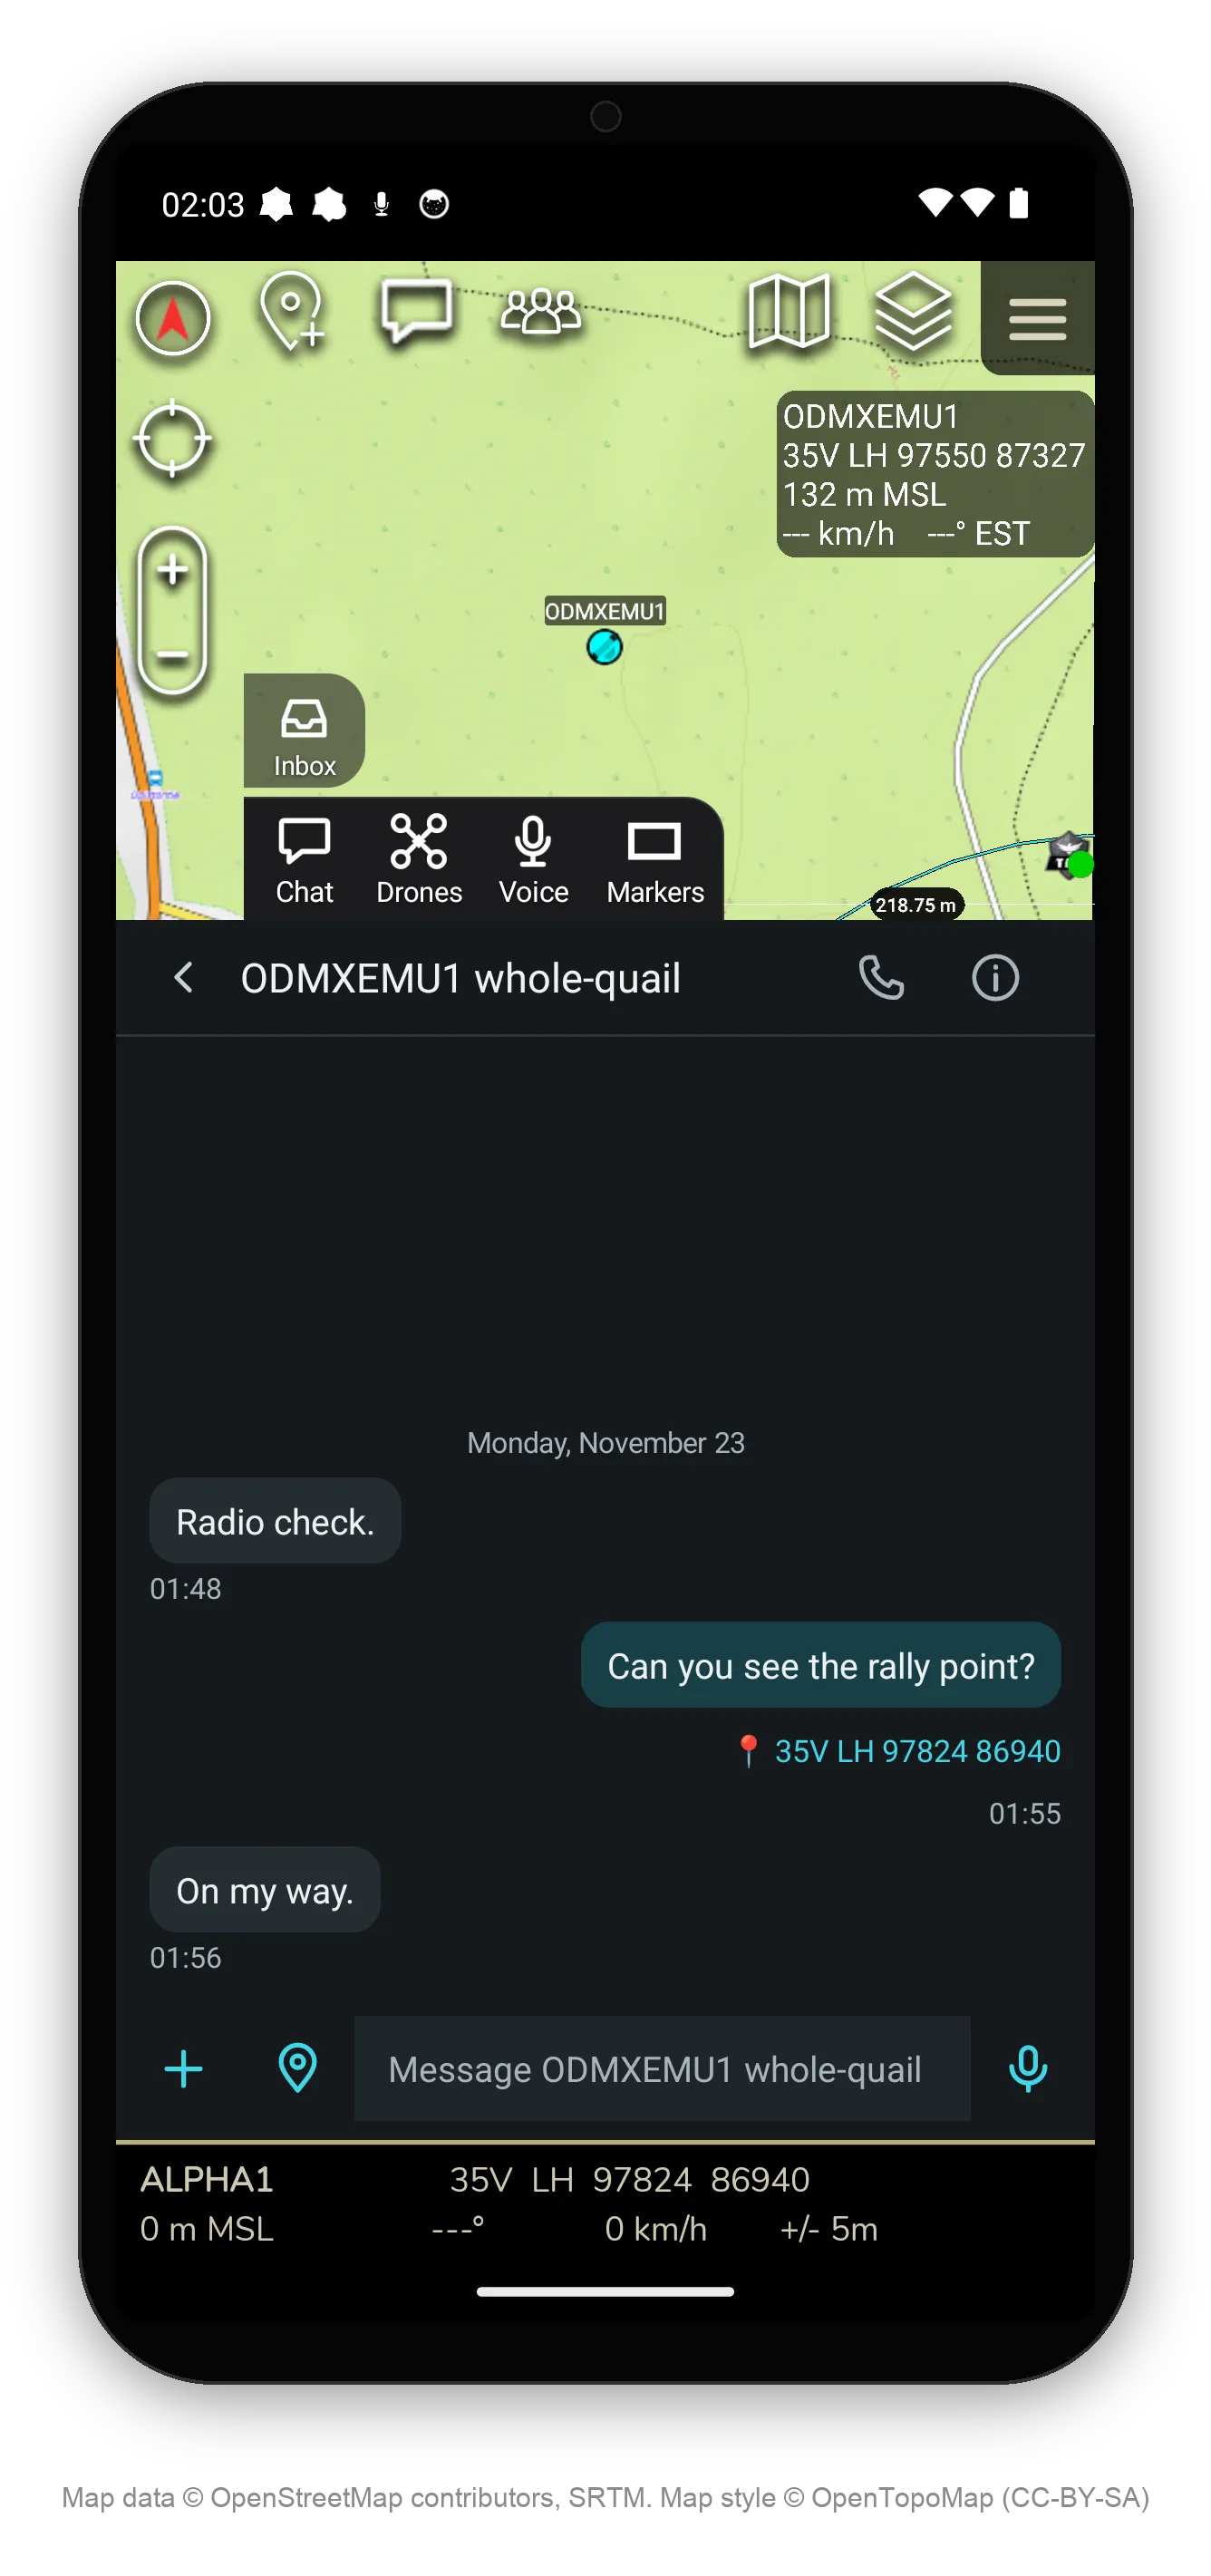 02:03
ODMXEMU1
35V LH 97550 87327
132 m MSL
--- km/h ---° EST
ODMXEMU1
Inbox
Chat Drones Voice Markers
218.75 m
ODMXEMU1 whole-quail
Monday, November 23
Radio check.
01:48
Can you see the rally point?
35V LH 97824 86940
01:55
On my way.
01:56
Message ODMXEMU1 whole-quail
ALPHA1 35V LH 97824 86940
0 m MSL ---° 0 km/h +/- 5m
Map data © OpenStreetMap contributors, SRTM. Map style © OpenTopoMap (CC-BY-SA)